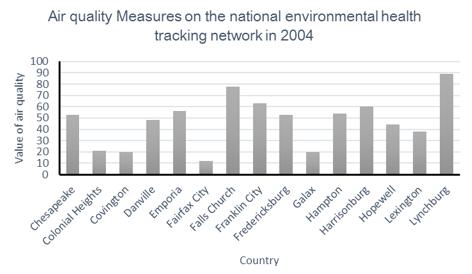 Air quality Measures on the national environmental health
tracking network in 2004
Value of air quality
100
90
80
70
60
50
40
30
20
10
0
Chesapeake
Colonial Heights
Covington
Danville
Emporia
Fairfax City
Falls Church
Franklin City
Fredericksburg
Galax
Hampton
Harrisonburg
Hopewell
Lexington
Lynchburg
Country